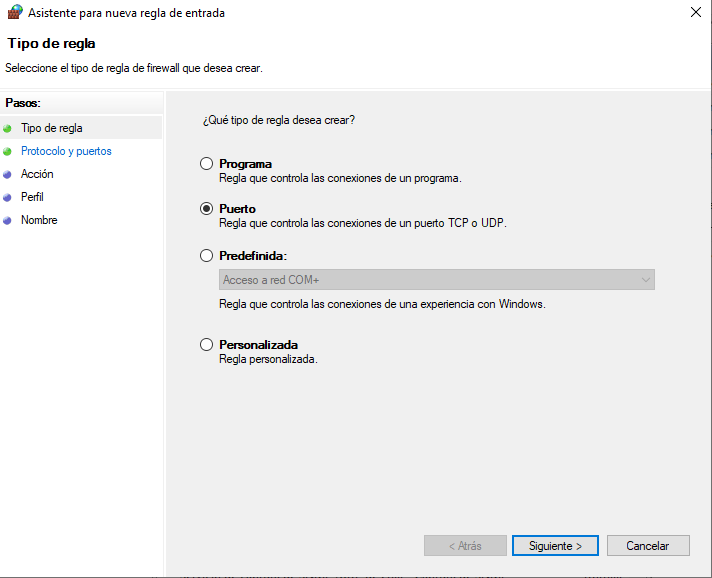 Asistente para nueva regla de entrada
Tipo de regla
Seleccione el tipo de regla de firewall que desea crear.
Pasos:
Tipo de regla
Protocolo y puertos
Acción
Perfil
Nombre
¿Qué tipo de regla desea crear?
Programa
Regla que controla las conexiones de un programa.
Puerto
Regla que controla las conexiones de un puerto TCP o UDP.
Predefinida:
Acceso a red COM+
Regla que controla las conexiones de una experiencia con Windows.
Personalizada
Regla personalizada.
< Atrás
Siguiente >
Cancelar